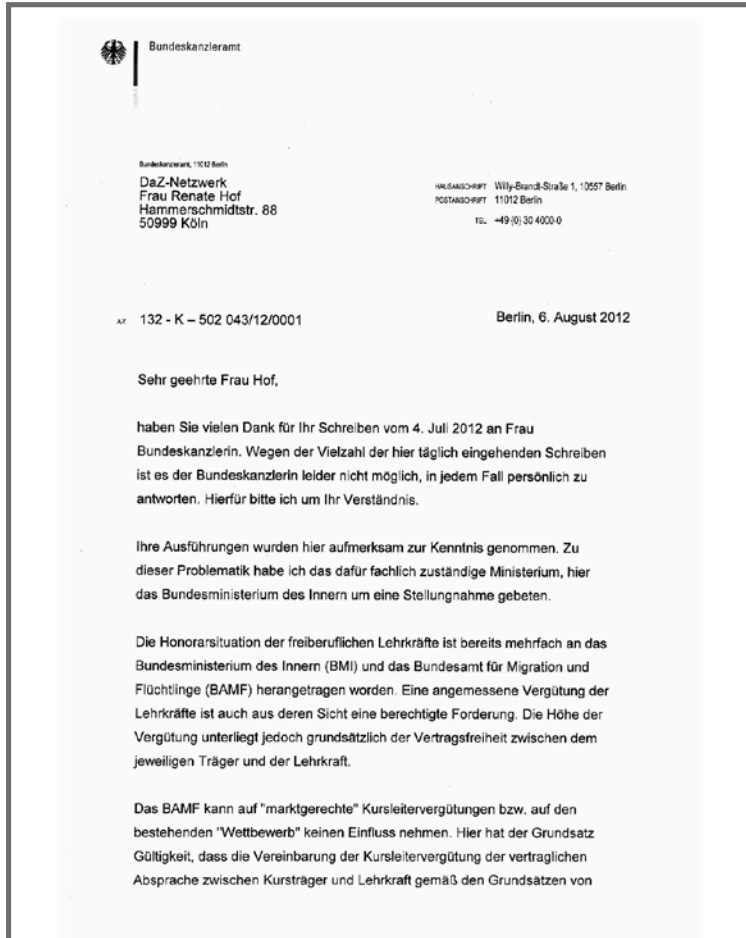 Bundeskanzleramt
Bundeskanzleramt, 11012 Berlin
DaZ-Netzwerk
Frau Renate Hof
Hammerschmidtstr. 88
50999 Köln
HAUSANSCHRIFT Willy-Brandt-Straße 1, 10557 Berlin
POSTANSCHRIFT 11012 Berlin
TEL +49 (0) 30 4000-0
AZ 132 - K – 502 043/12/0001
Berlin, 6. August 2012
Sehr geehrte Frau Hof,
haben Sie vielen Dank für Ihr Schreiben vom 4. Juli 2012 an Frau
Bundeskanzlerin. Wegen der Vielzahl der hier täglich eingehenden Schreiben
ist es der Bundeskanzlerin leider nicht möglich, in jedem Fall persönlich zu
antworten. Hierfür bitte ich um Ihr Verständnis.
Ihre Ausführungen wurden hier aufmerksam zur Kenntnis genommen. Zu
dieser Problematik habe ich das dafür fachlich zuständige Ministerium, hier
das Bundesministerium des Innern um eine Stellungnahme gebeten.
Die Honorarsituation der freiberuflichen Lehrkräfte ist bereits mehrfach an das
Bundesministerium des Innern (BMI) und das Bundesamt für Migration und
Flüchtlinge (BAMF) herangetragen worden. Eine angemessene Vergütung der
Lehrkräfte ist auch aus deren Sicht eine berechtigte Forderung. Die Höhe der
Vergütung unterliegt jedoch grundsätzlich der Vertragsfreiheit zwischen dem
jeweiligen Träger und der Lehrkraft.
Das BAMF kann auf "marktgerechte" Kursleitervergütungen bzw. auf den
bestehenden "Wettbewerb" keinen Einfluss nehmen. Hier hat der Grundsatz
Gültigkeit, dass die Vereinbarung der Kursleitervergütung der vertraglichen
Absprache zwischen Kursträger und Lehrkraft gemäß den Grundsätzen von